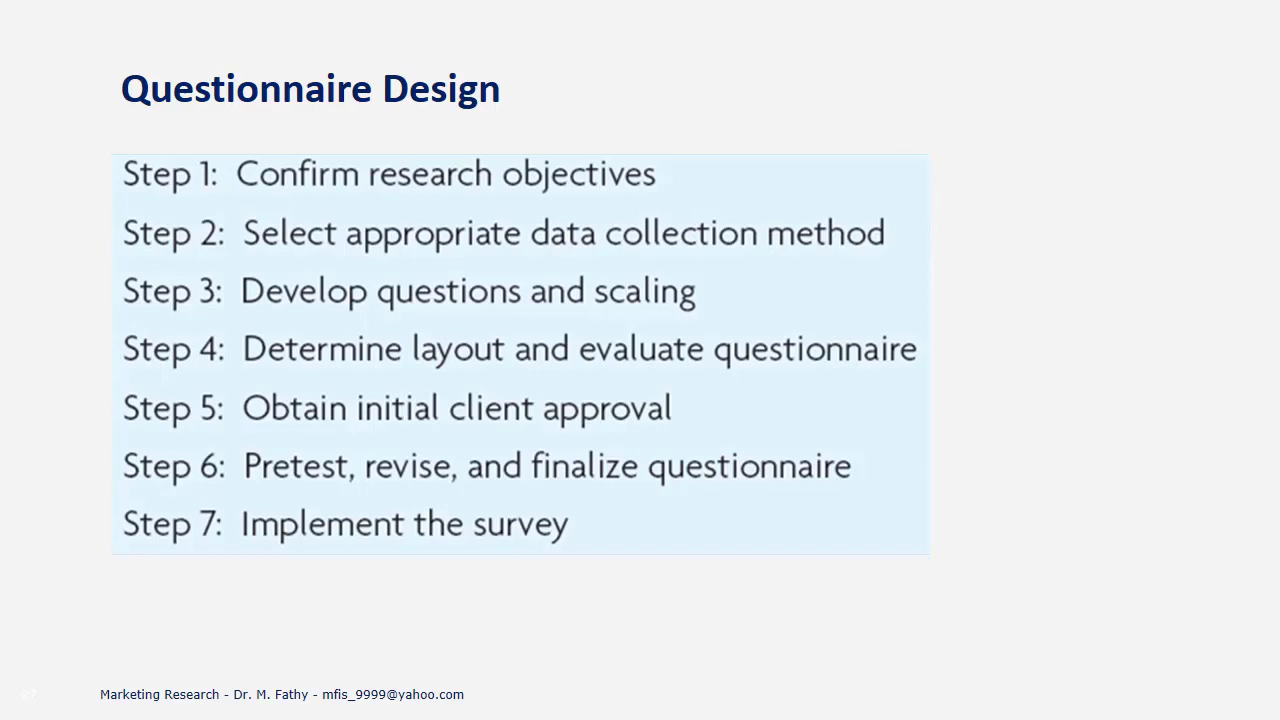 Questionnaire Design
Step 1: Confirm research objectives
Step 2: Select appropriate data collection method
Step 3: Develop questions and scaling
Step 4: Determine layout and evaluate questionnaire
Step 5: Obtain initial client approval
Step 6: Pretest, revise, and finalize questionnaire
Step 7: Implement the survey
Marketing Research - Dr. M. Fathy - mfis_9999@yahoo.com